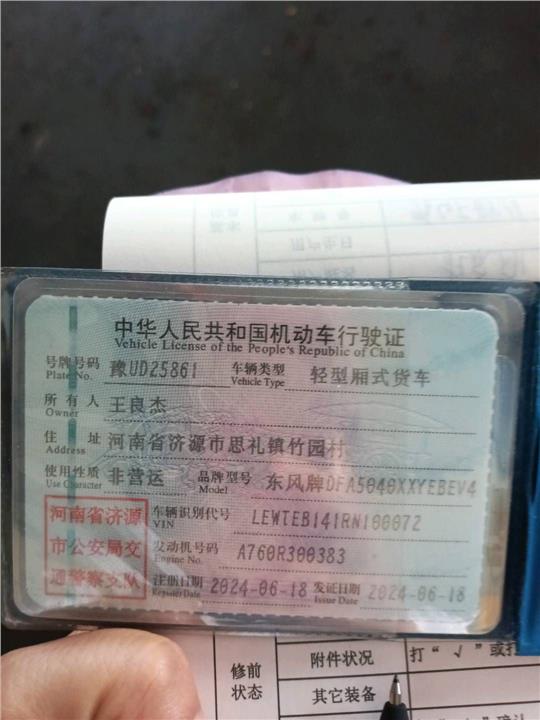 中华人民共和国机动车行驶证
Vehicle License of the People's Republic of China
号牌号码 豫UD25861 车辆类型 轻型厢式货车
Plate No. Vehicle Type
所有人 王良杰
Owner
住址 河南省济源市思礼镇竹园村
Address
使用性质 非营运 品牌型号 东风牌DFA5040XXYEBEV4
Use Character Model
河南省济源
市公安局交
通警察支队
车辆识别代号 LEWTEB141RN100072
VIN
发动机号码 A760R300383
Engine No.
注册日期 2024-06-18 发证日期 2024-06-18
Register Date Issue Date
修前
状态
附件状况 打“√”或打
其它装备